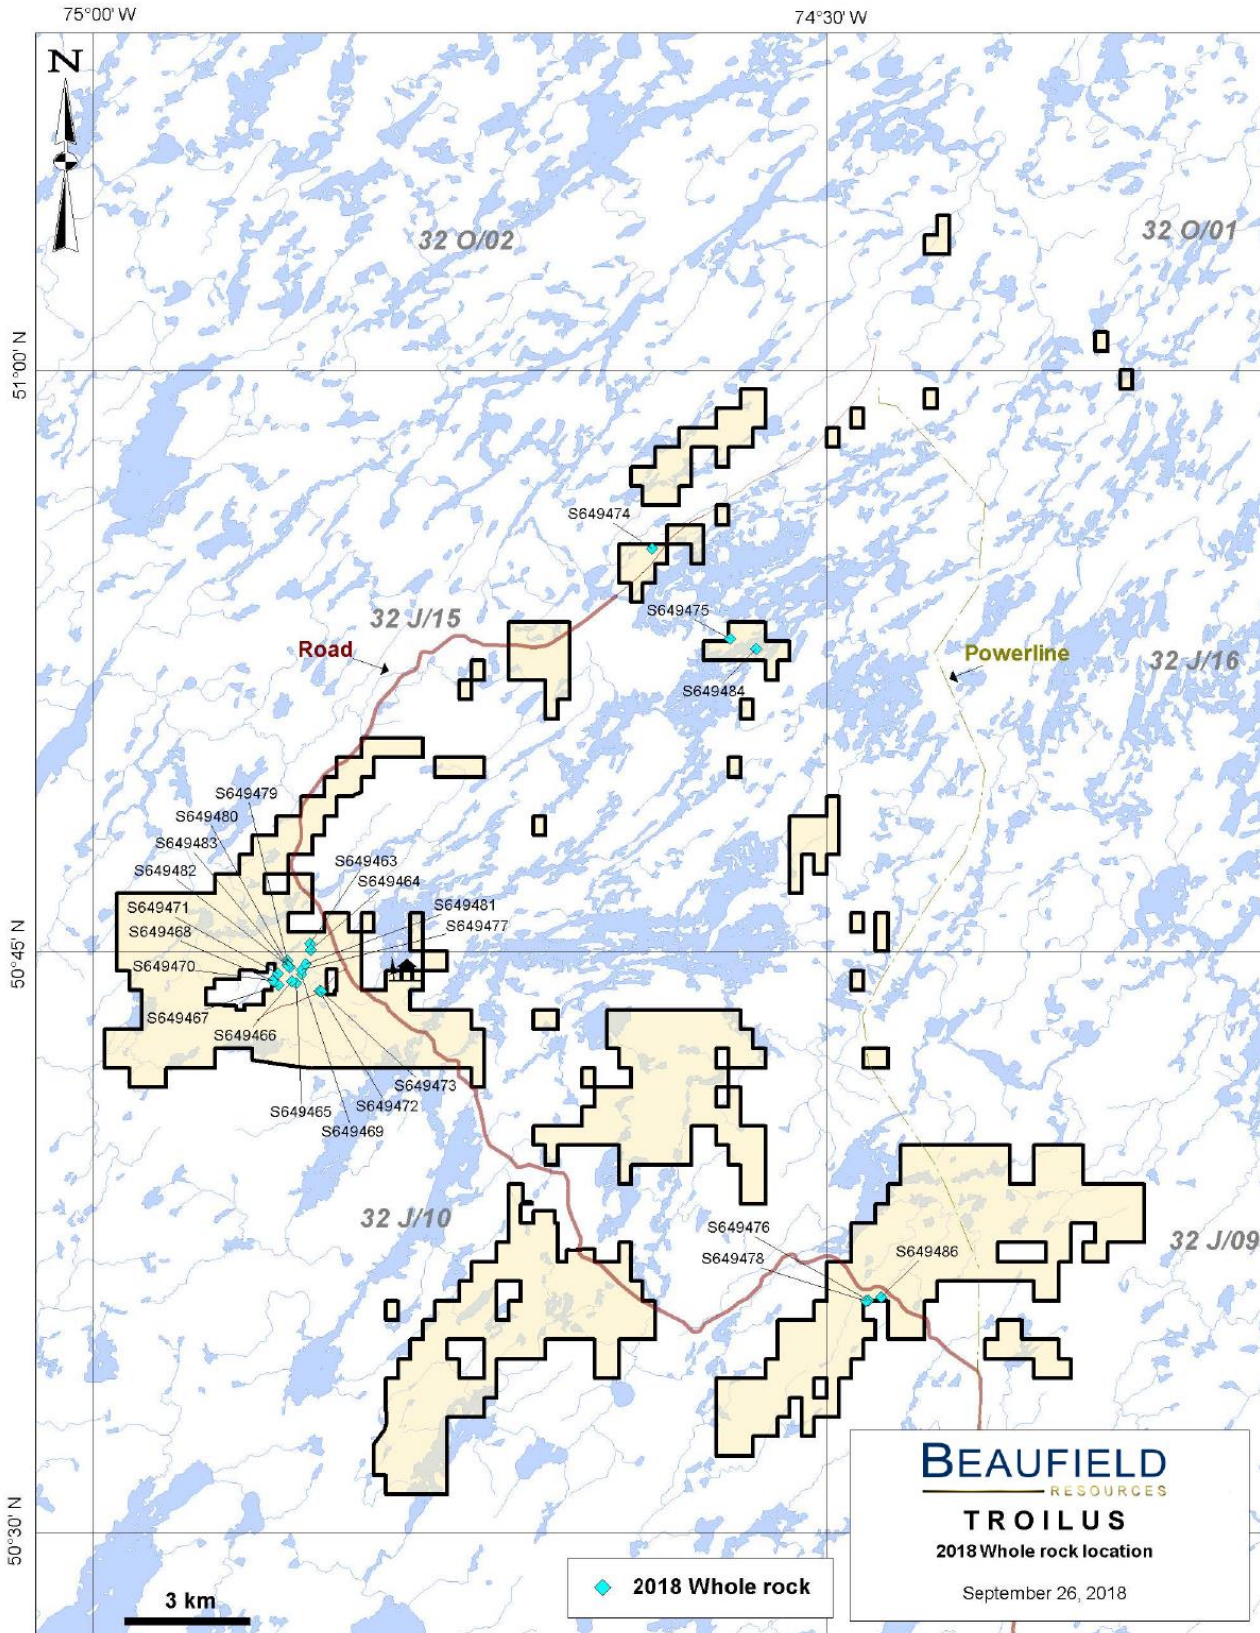 75°00' W
74°30' W
N
32 O/02
32 O/01
51°00' N
S649474
S649475
32 J/15
Road
Powerline
32 J/16
S649484
S649479
S649480
S649483
S649463
S649482
S649464
S649471
S649481
S649468
S649477
50°45' N
S649470
S649467
S649466
S649473
S649472
S649465
S649469
32 J/10
S649476
32 J/09
S649478
S649486
BEAUFIELD
RESOURCES
TROILUS
2018 Whole rock location
September 26, 2018
50°30' N
2018 Whole rock
3 km